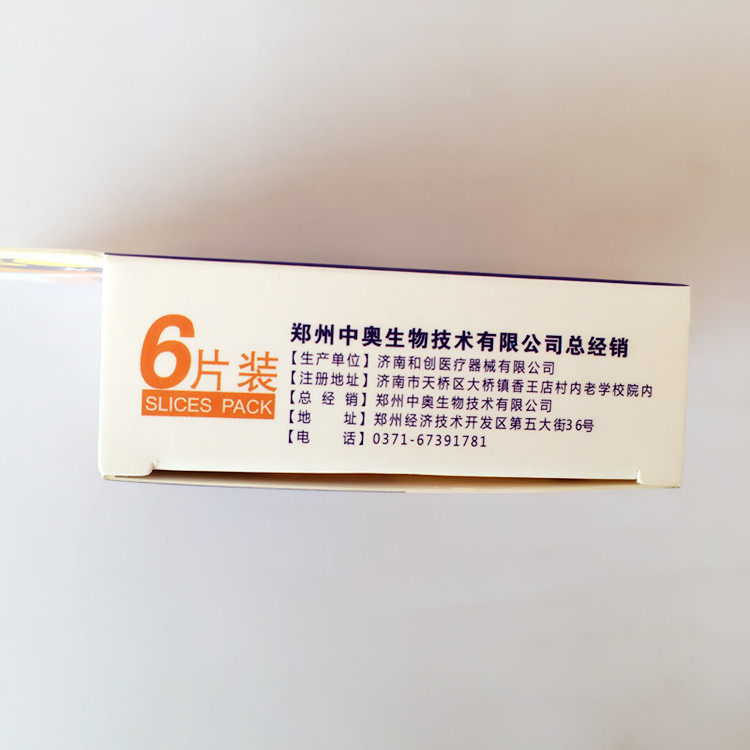 6片装
SLICES PACK
郑州中奥生物技术有限公司总经销
【生产单位】济南和创医疗器械有限公司
【注册地址】济南市天桥区大桥镇香王店村内老学校院内
【总 经 销】郑州中奥生物技术有限公司
【地 址】郑州经济技术开发区第五大街36号
【电 话】0371-67391781